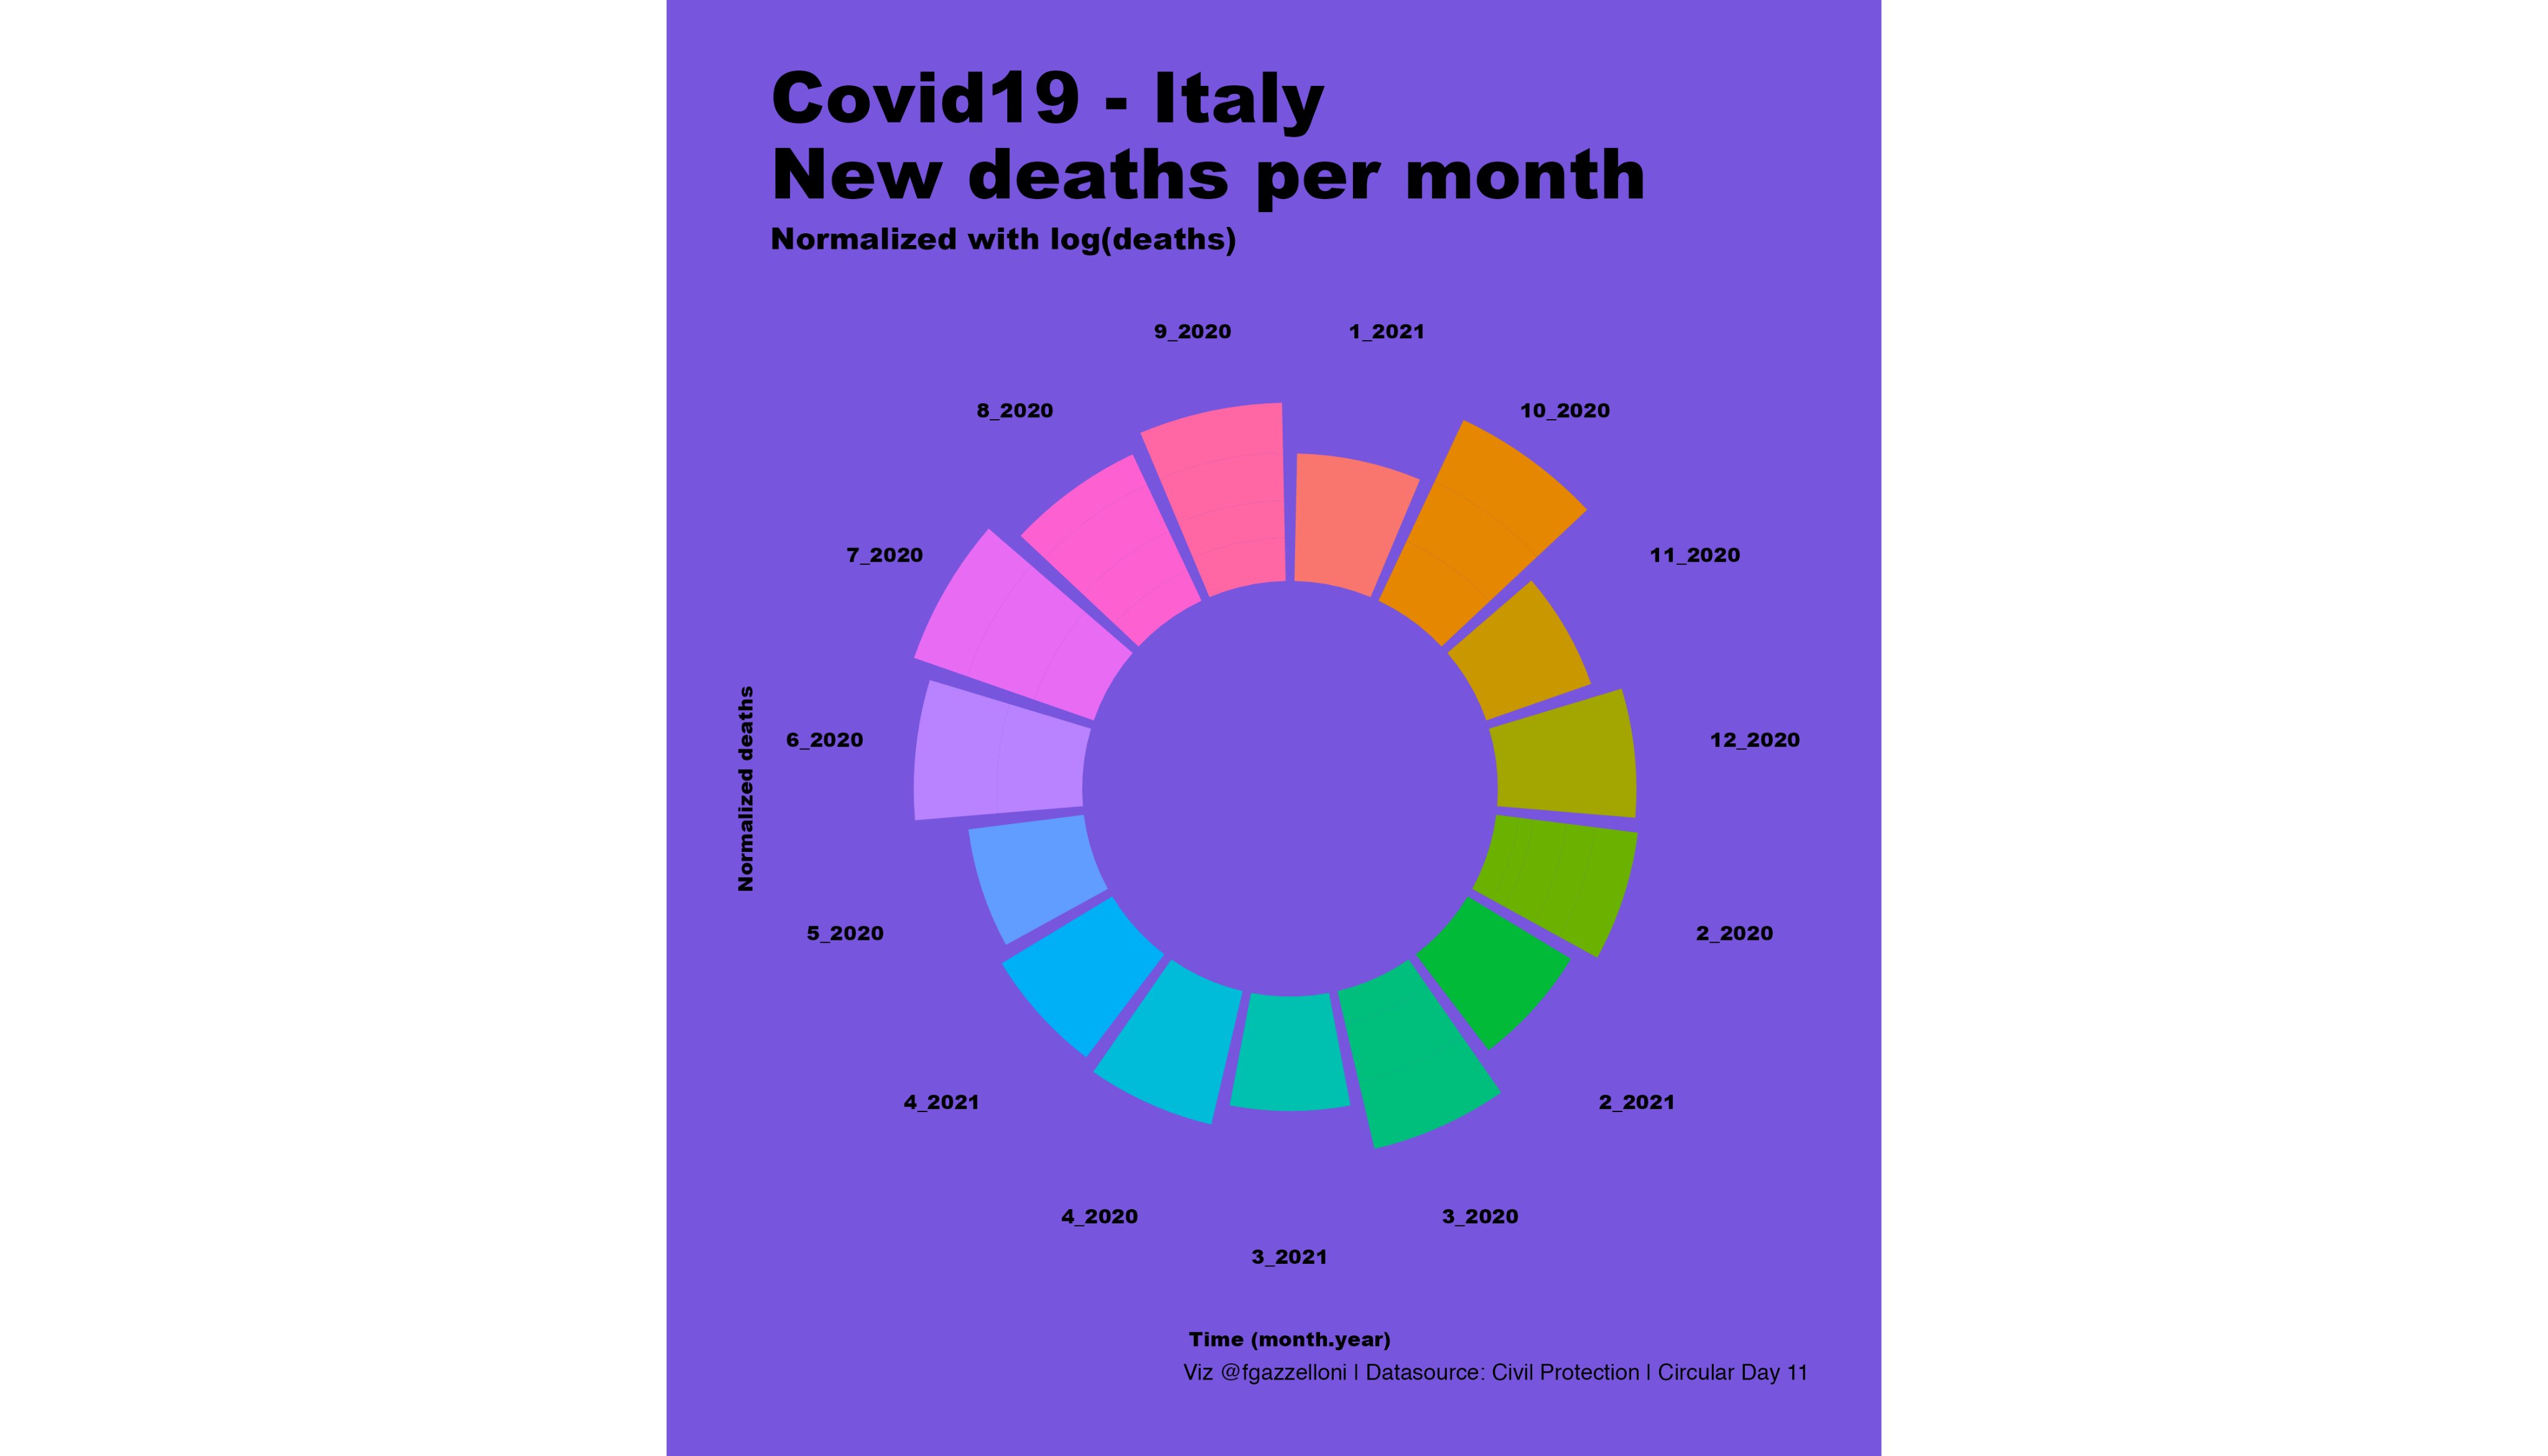 Covid19 - Italy
New deaths per month
Normalized with log(deaths)
9_2020
1_2021
8_2020
10_2020
7_2020
11_2020
6_2020
12_2020
Normalized deaths
5_2020
2_2020
4_2021
2_2021
4_2020
3_2020
3_2021
Time (month.year)
Viz @fgazzelloni | Datasource: Civil Protection | Circular Day 11